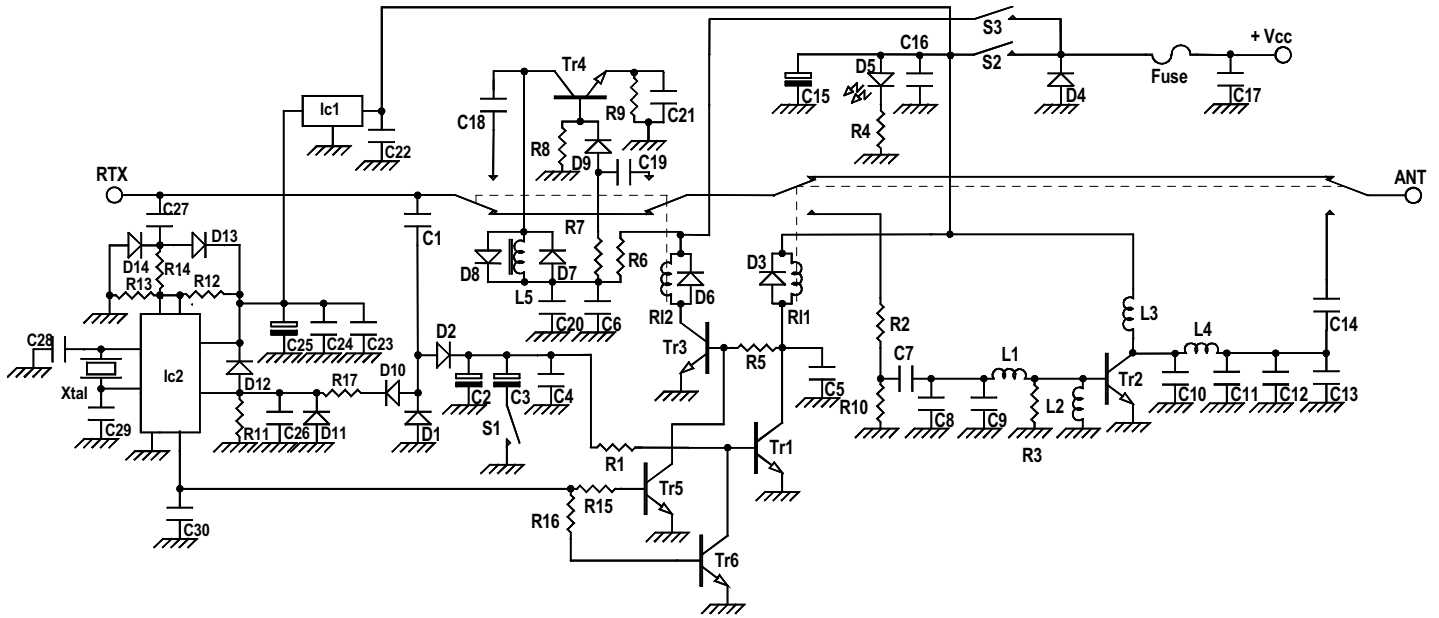 S3
+ Vcc
S2
Fuse
C16
D5
C15
R4
D4
C17
Tr4
C18
R9
C21
R8
D9
C19
Ic1
C22
RTX
ANT
C27
C1
D13
D14
R14
R13
R12
R7
R6
D8
D7
L5
C20
C6
D6
Rl2
D3
Rl1
C28
Xtal
C29
Ic2
C25
C24
C23
D12
R11
C26
D11
R17
D10
D2
D1
C2
C3
C4
S1
Tr3
R5
C5
R2
C7
R10
C8
L1
C9
R3
L2
Tr2
L3
L4
C10
C11
C12
C13
C14
R1
Tr1
Tr5
R15
R16
C30
Tr6